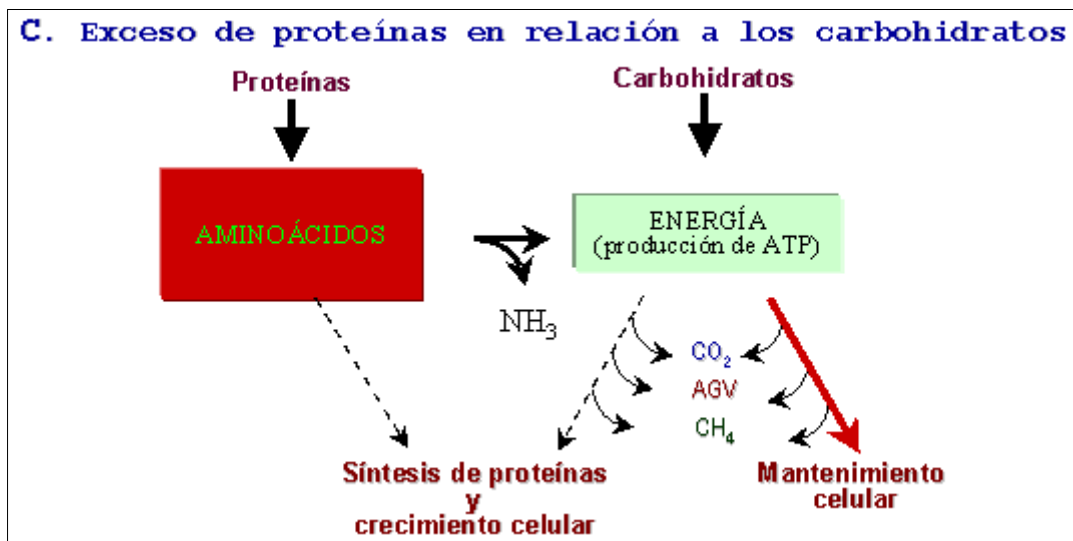 C. Exceso de proteínas en relación a los carbohidratos
Proteínas
Carbohidratos
AMINOÁCIDOS
ENERGÍA
(producción de ATP)
NH3
CO2
AGV
CH4
Síntesis de proteínas
y
crecimiento celular
Mantenimiento
celular